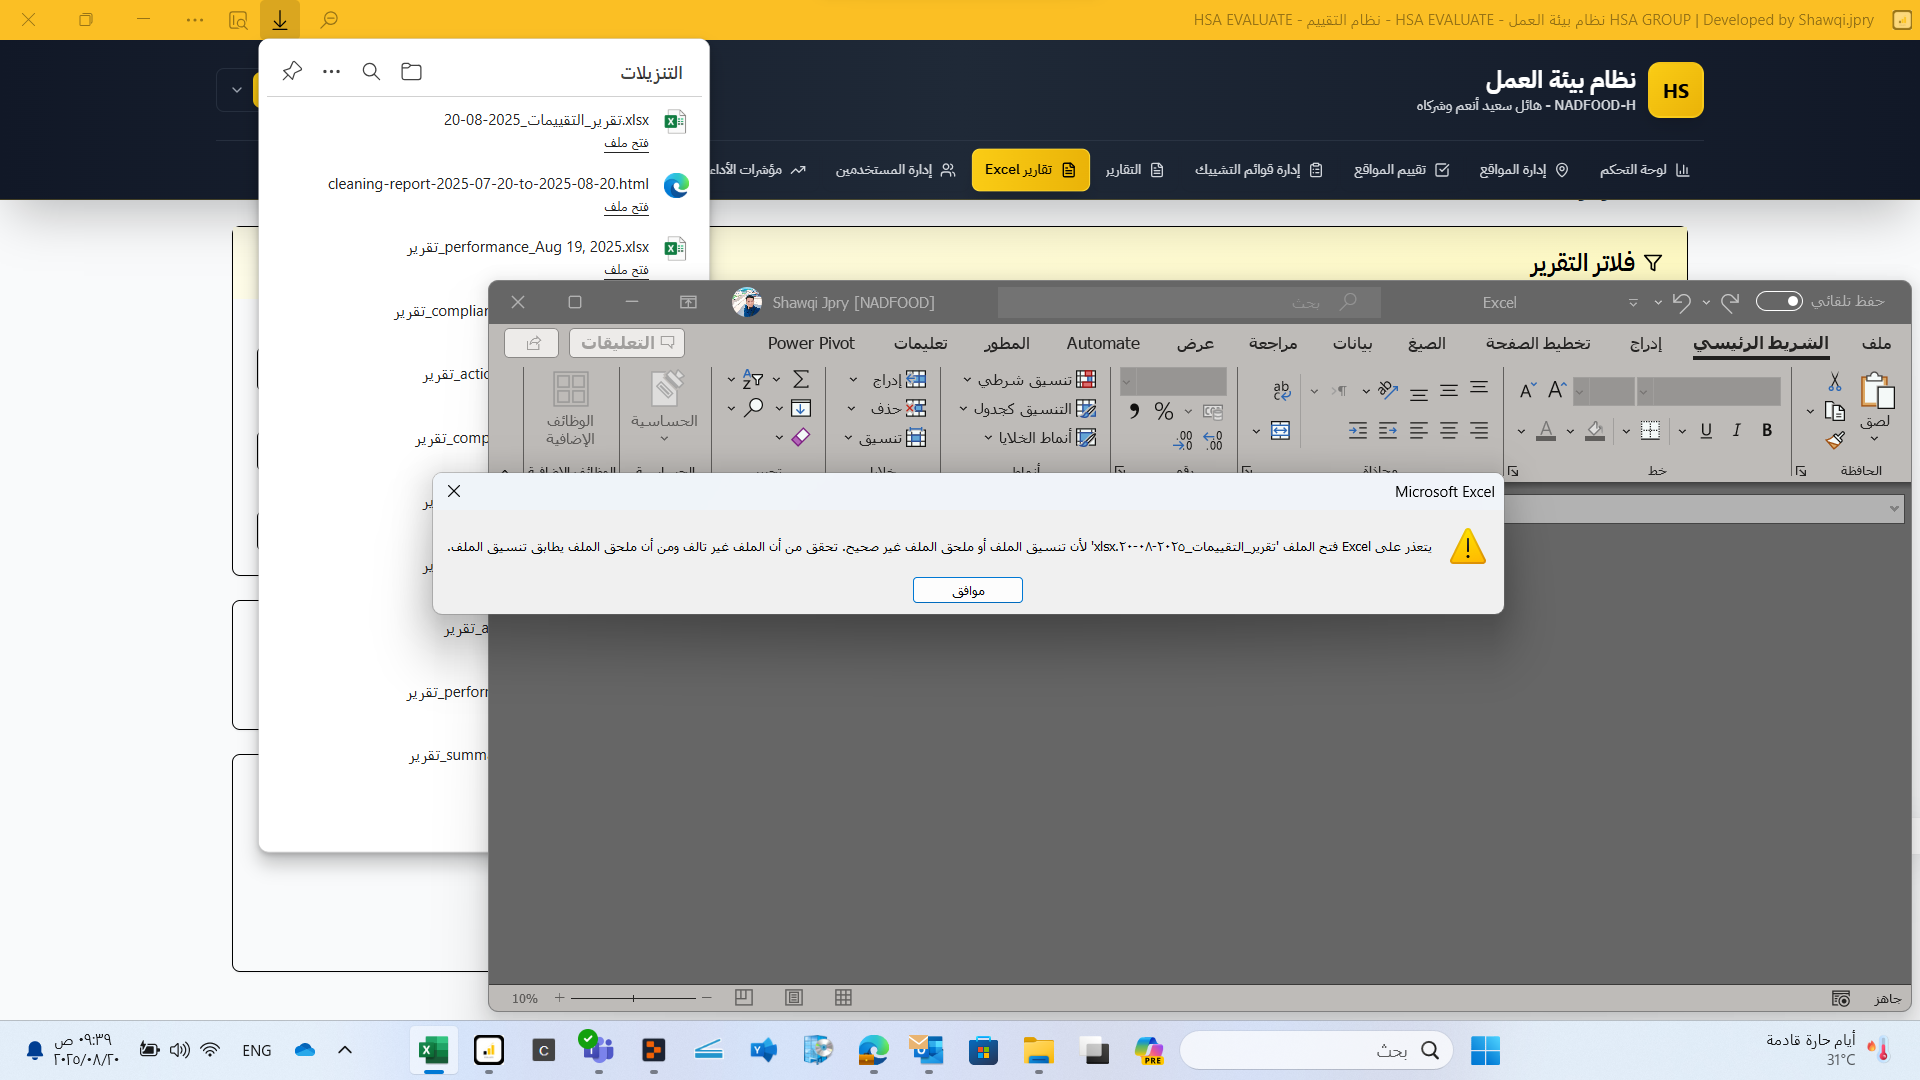 HSA EVALUATE - نظام التقييم - HSA EVALUATE - نظام بيئة العمل HSA GROUP | Developed by Shawqi.jpry
HS
نظام بيئة العمل
NADFOOD-H - هائل سعيد أنعم وشركاه
لوحة التحكم
إدارة المواقع
تقييم المواقع
إدارة قوائم التشييك
التقارير
تقارير Excel
إدارة المستخدمين
مؤشرات الأداء
فلاتر التقرير
التنزيلات
تقرير_التقييمات_2025-08-20.xlsx
فتح ملف
cleaning-report-2025-07-20-to-2025-08-20.html
فتح ملف
تقرير_performance_Aug 19, 2025.xlsx
فتح ملف
تقرير_complian
تقرير_actio
تقرير_comp
تقرير_a
تقرير_perform
تقرير_summ
حفظ تلقائي
Excel
بحث
Shawqi Jpry [NADFOOD]
ملف
الشريط الرئيسي
إدراج
تخطيط الصفحة
الصيغ
بيانات
مراجعة
عرض
Automate
المطور
تعليمات
Power Pivot
التعليقات
لصق
الحافظة
B
I
U
خط
محاذاة
رقم
تنسيق شرطي
التنسيق كجدول
أنماط الخلايا
أنماط
إدراج
حذف
تنسيق
خلايا
تحرير
الحساسية
الحساسية
الوظائف الإضافية
الوظائف الإضافية
Microsoft Excel
يتعذر على Excel فتح الملف 'تقرير_التقييمات_٢٠٢٥-٠٨-٢٠.xlsx' لأن تنسيق الملف أو ملحق الملف غير صحيح. تحقق من أن الملف غير تالف ومن أن ملحق الملف يطابق تنسيق الملف.
موافق
جاهز
10%
أيام حارة قادمة
31°C
بحث
PRE
ENG
٠٩:٣٩ ص
٢٠٢٥/٠٨/٢٠